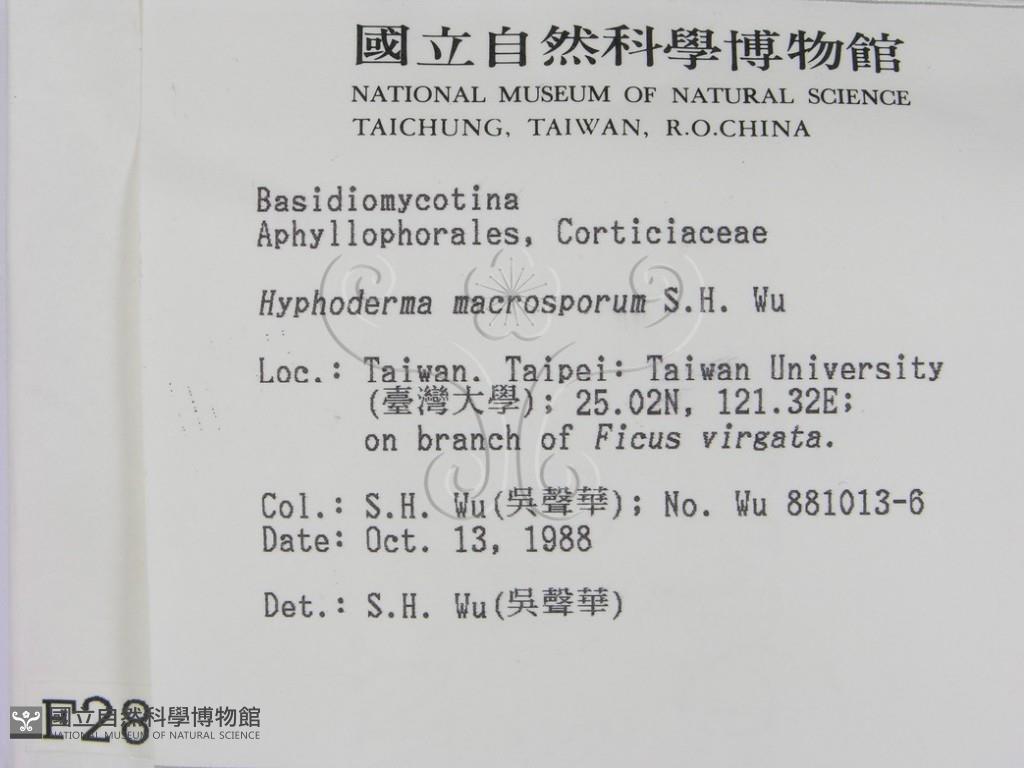 國立自然科學博物館
NATIONAL MUSEUM OF NATURAL SCIENCE
TAICHUNG, TAIWAN, R.O.CHINA
Basidiomycotina
Aphyllophorales, Corticiaceae
Hyphoderma macrosporum S.H. Wu
Loc.: Taiwan. Taipei: Taiwan University
(臺灣大學); 25.02N, 121.32E;
on branch of Ficus virgata.
Col.: S.H. Wu(吳聲華); No. Wu 881013-6
Date: Oct. 13, 1988
Det.: S.H. Wu(吳聲華)
F28
國立自然科學博物館
NATIONAL MUSEUM OF NATURAL SCIENCE